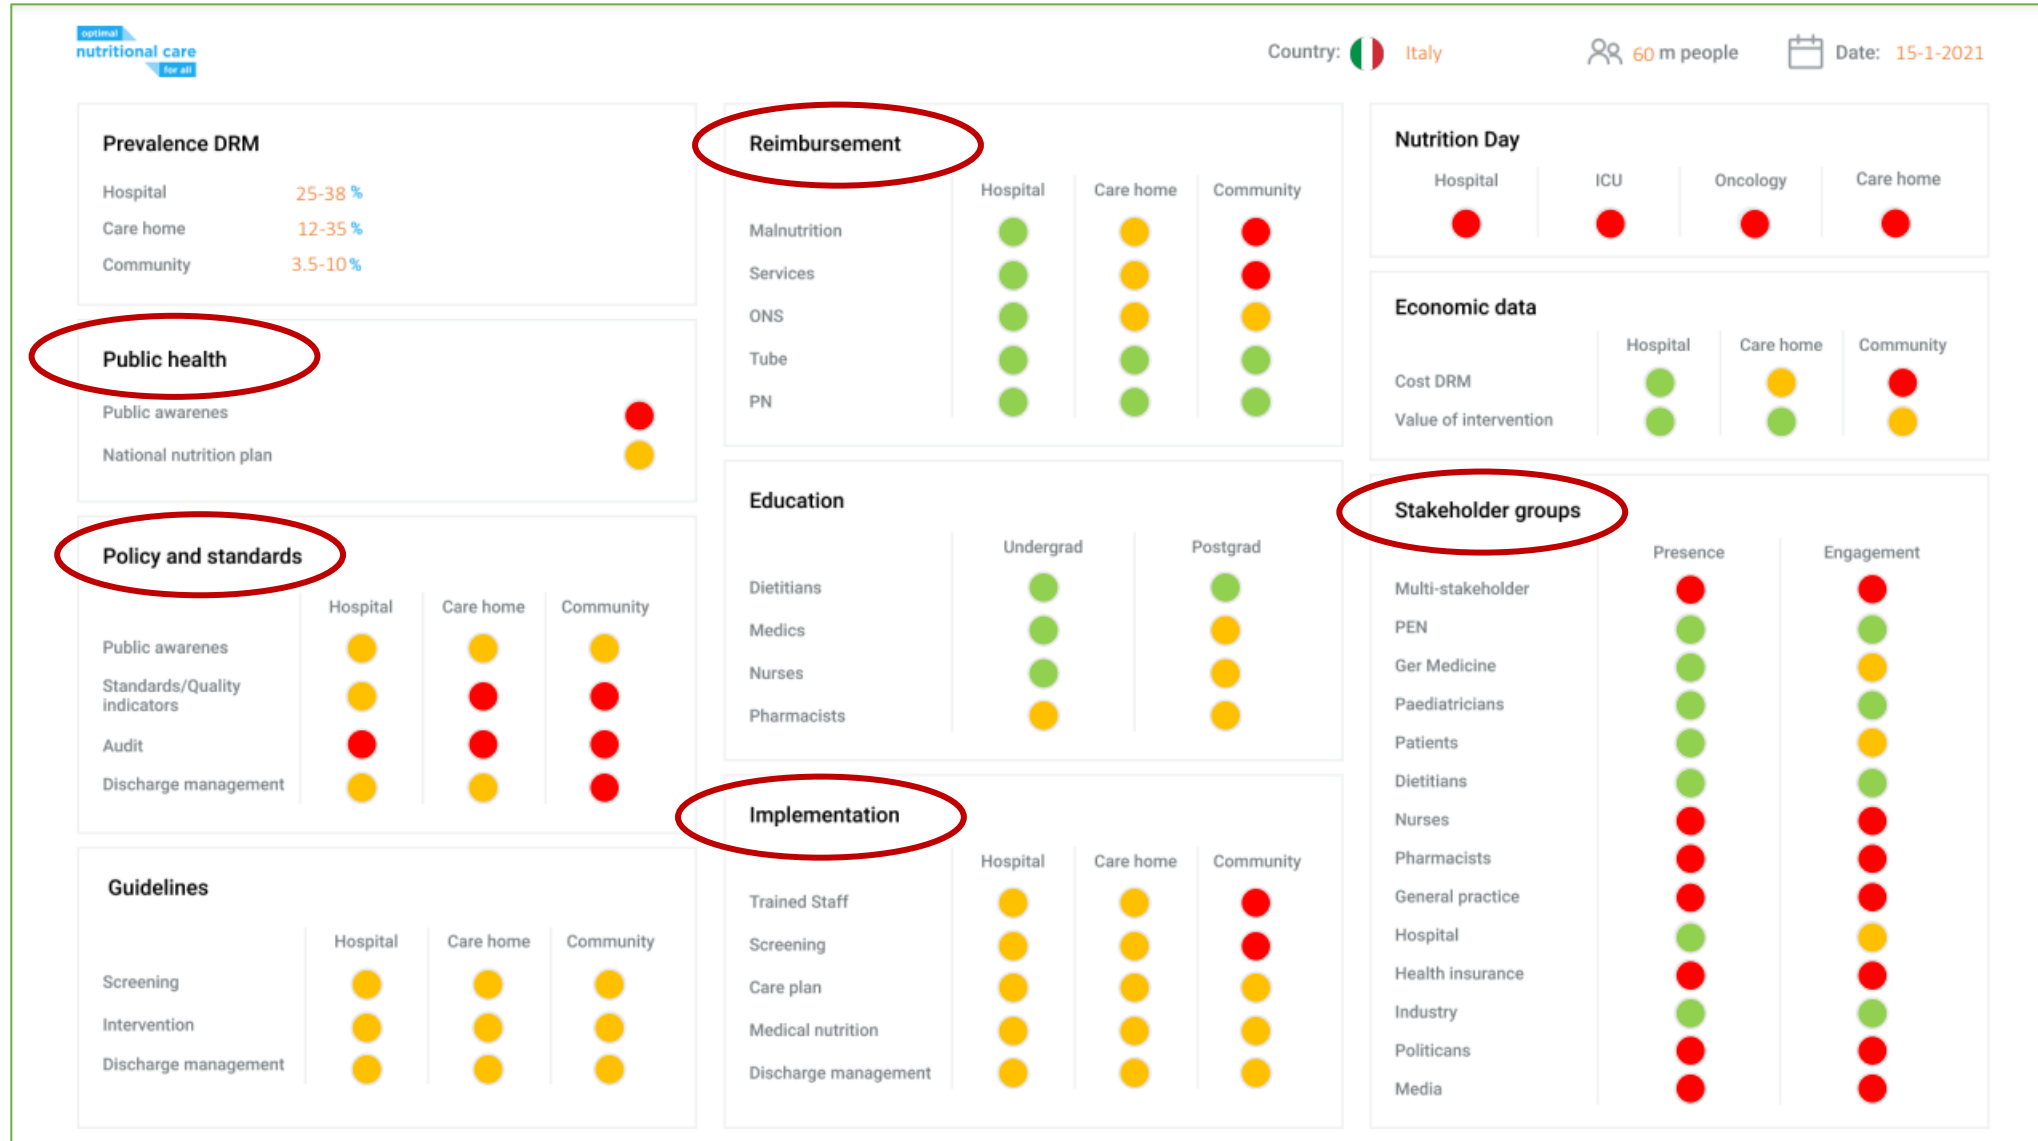 optimal
nutritional care
for all
Country: Italy
60 m people
Date: 15-1-2021
Prevalence DRM
Hospital 25-38 %
Care home 12-35 %
Community 3.5-10 %
Public health
Public awarenes
National nutrition plan
Policy and standards
Hospital Care home Community
Public awarenes
Standards/Quality
indicators
Audit
Discharge management
Guidelines
Hospital Care home Community
Screening
Intervention
Discharge management
Reimbursement
Hospital Care home Community
Malnutrition
Services
ONS
Tube
PN
Education
Undergrad Postgrad
Dietitians
Medics
Nurses
Pharmacists
Implementation
Hospital Care home Community
Trained Staff
Screening
Care plan
Medical nutrition
Discharge management
Nutrition Day
Hospital ICU Oncology Care home
Economic data
Hospital Care home Community
Cost DRM
Value of intervention
Stakeholder groups
Presence Engagement
Multi-stakeholder
PEN
Ger Medicine
Paediatricians
Patients
Dietitians
Nurses
Pharmacists
General practice
Hospital
Health insurance
Industry
Politicans
Media